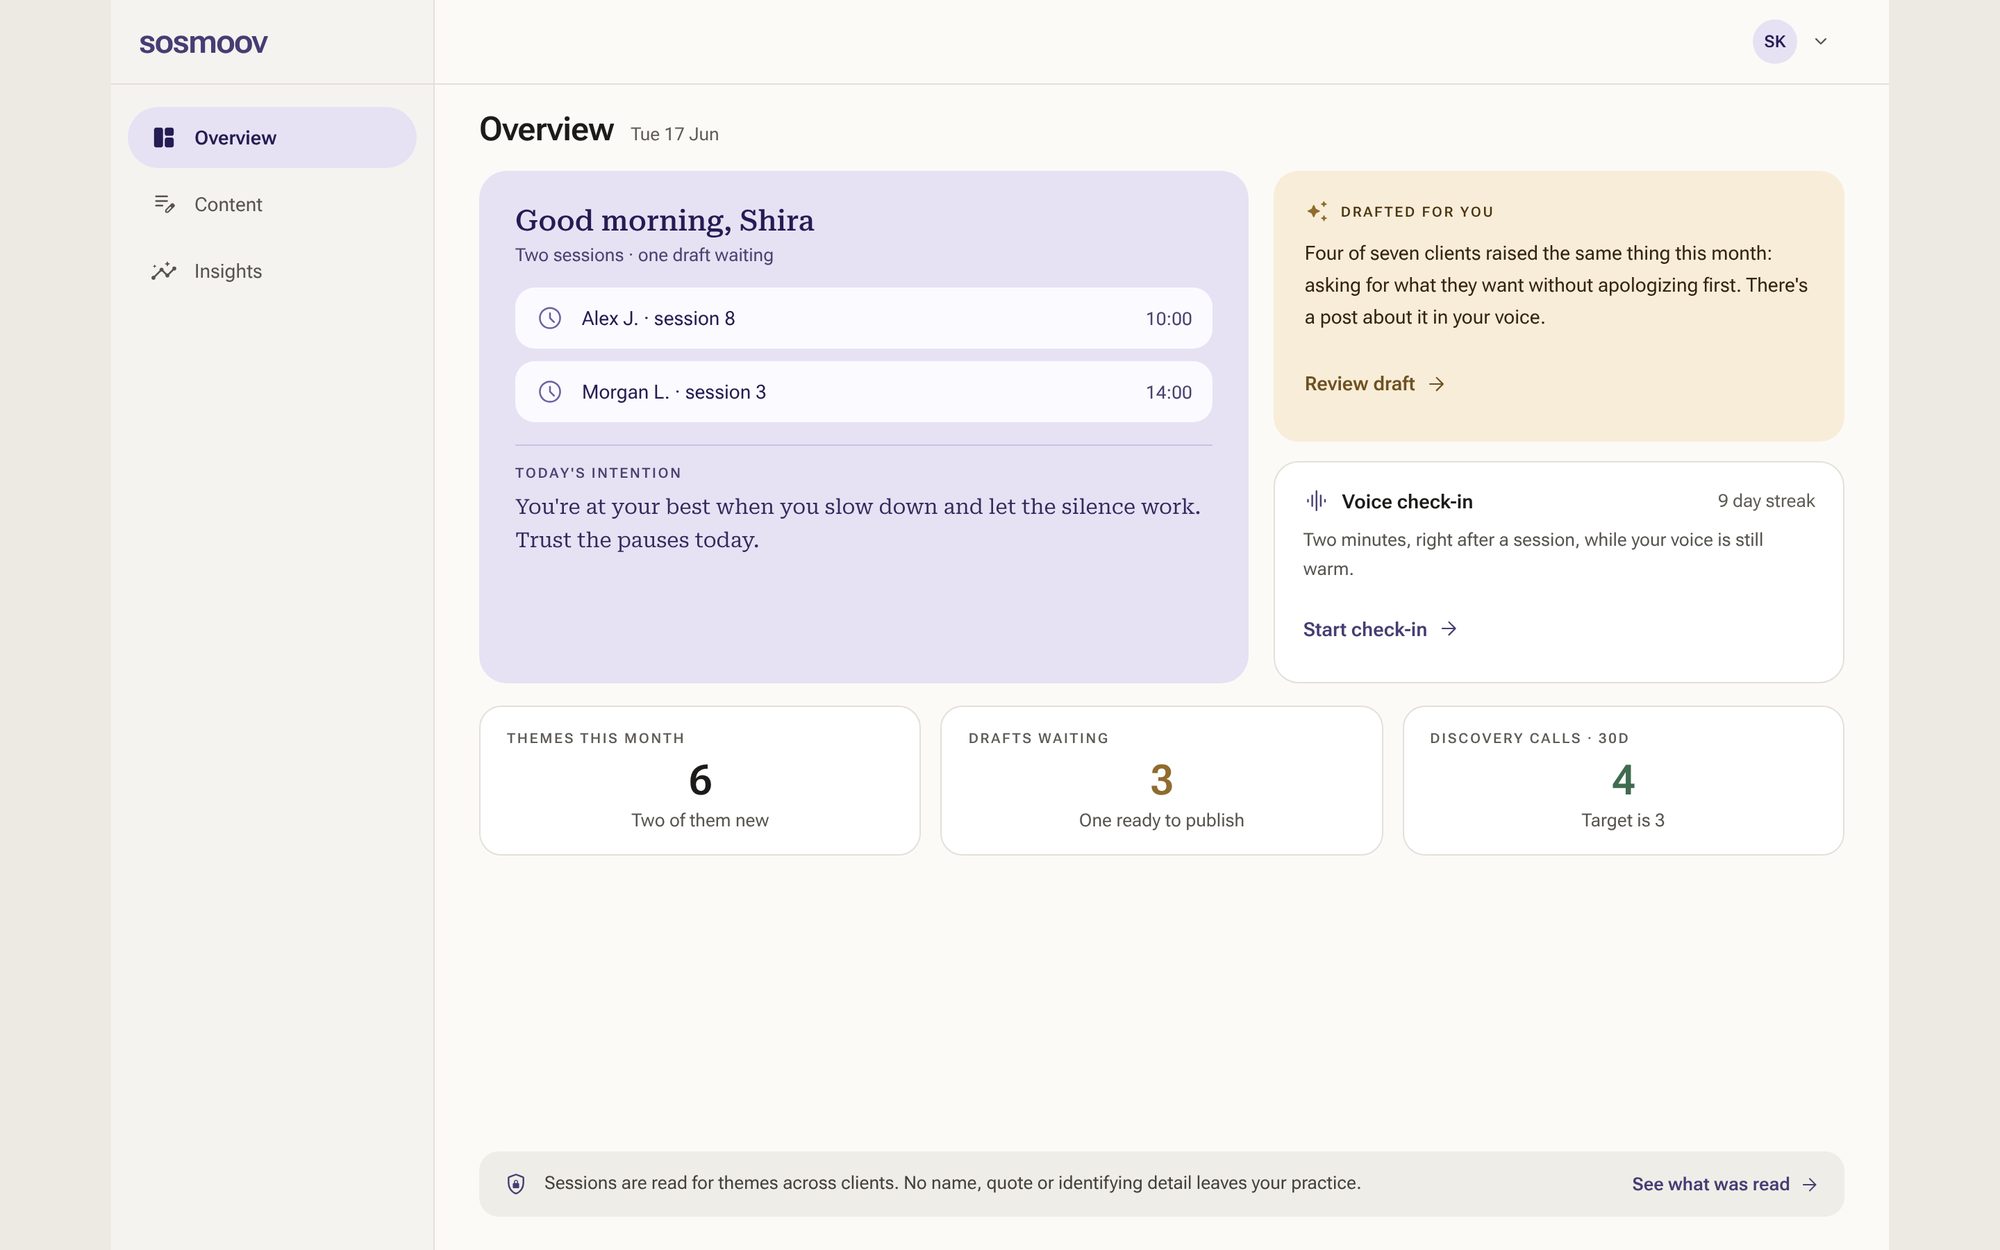 sosmoov
SK
Overview
Content
Insights
Overview Tue 17 Jun
Good morning, Shira
Two sessions · one draft waiting
Alex J. · session 8 10:00
Morgan L. · session 3 14:00
TODAY'S INTENTION
You're at your best when you slow down and let the silence work.
Trust the pauses today.
DRAFTED FOR YOU
Four of seven clients raised the same thing this month:
asking for what they want without apologizing first. There's
a post about it in your voice.
Review draft
Voice check-in 9 day streak
Two minutes, right after a session, while your voice is still
warm.
Start check-in
THEMES THIS MONTH
6
Two of them new
DRAFTS WAITING
3
One ready to publish
DISCOVERY CALLS · 30D
4
Target is 3
Sessions are read for themes across clients. No name, quote or identifying detail leaves your practice.
See what was read